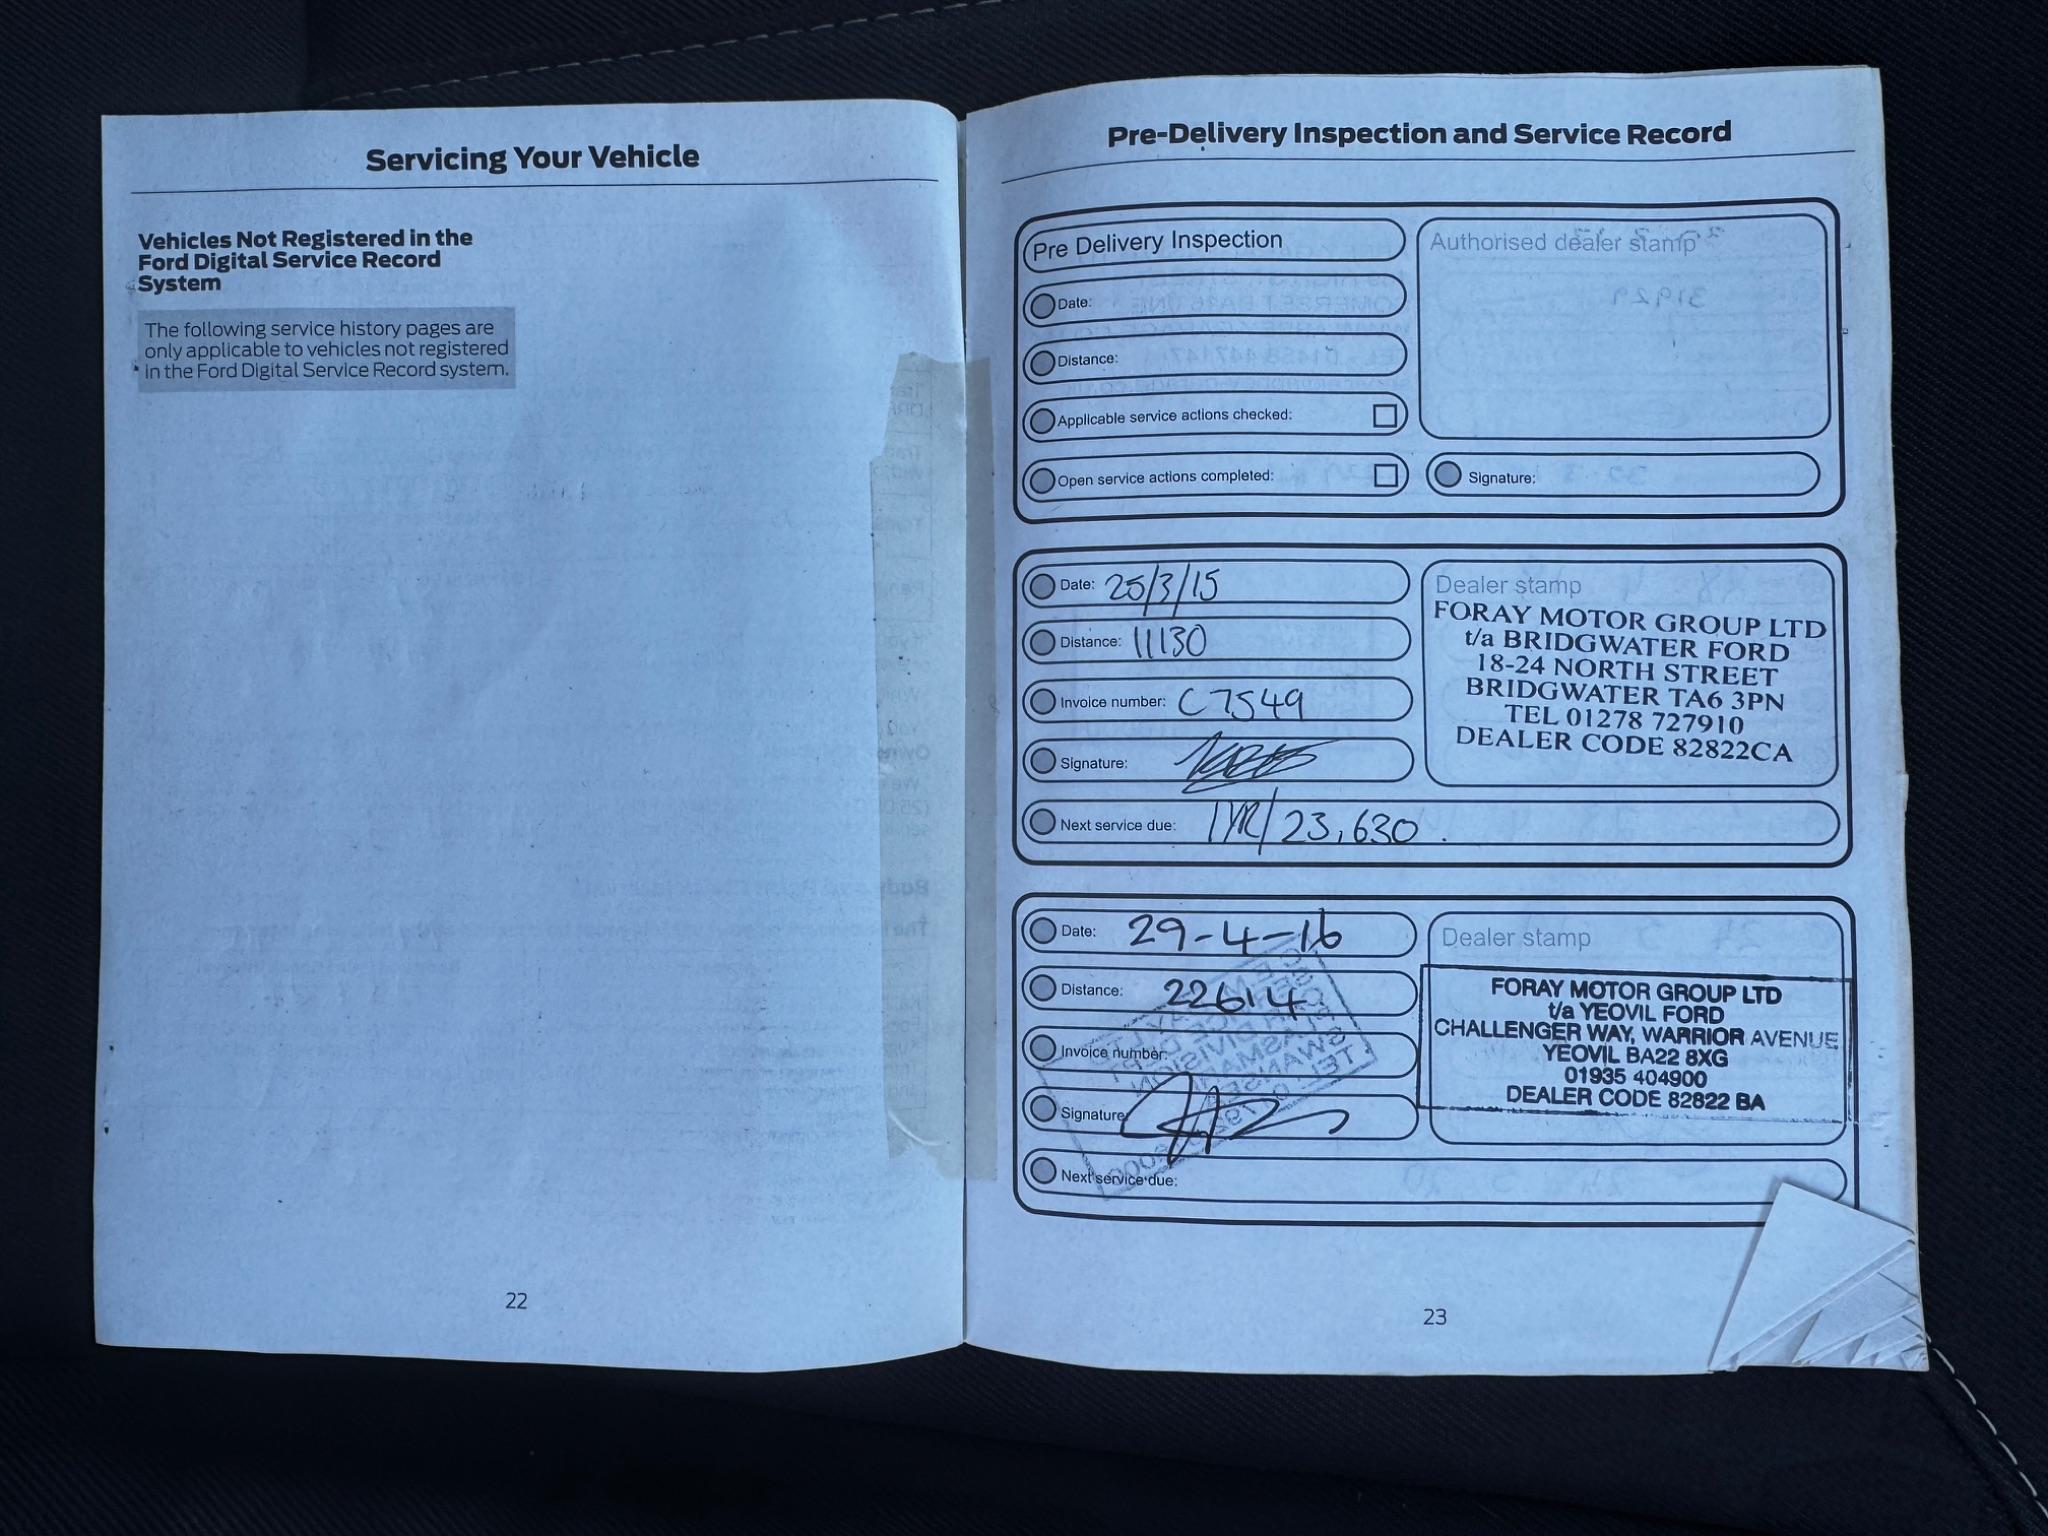 Servicing Your Vehicle
Vehicles Not Registered in the
Ford Digital Service Record
System
The following service history pages are
only applicable to vehicles not registered
in the Ford Digital Service Record system.
22
Pre-Delivery Inspection and Service Record
Pre Delivery Inspection
Date:
Distance:
Applicable service actions checked:
Open service actions completed:
Authorised dealer stamp
Signature:
Date: 25/3/15
Distance: 11130
Invoice number: C7549
Signature:
Next service due: 1YR/23,630.
Dealer stamp
FORAY MOTOR GROUP LTD
t/a BRIDGWATER FORD
18-24 NORTH STREET
BRIDGWATER TA6 3PN
TEL 01278 727910
DEALER CODE 82822CA
Date: 29-4-16
Distance: 22614
Invoice number:
Signature:
Next service due:
Dealer stamp
FORAY MOTOR GROUP LTD
t/a YEOVIL FORD
CHALLENGER WAY, WARRIOR AVENUE
YEOVIL BA22 8XG
01935 404900
DEALER CODE 82822 BA
23